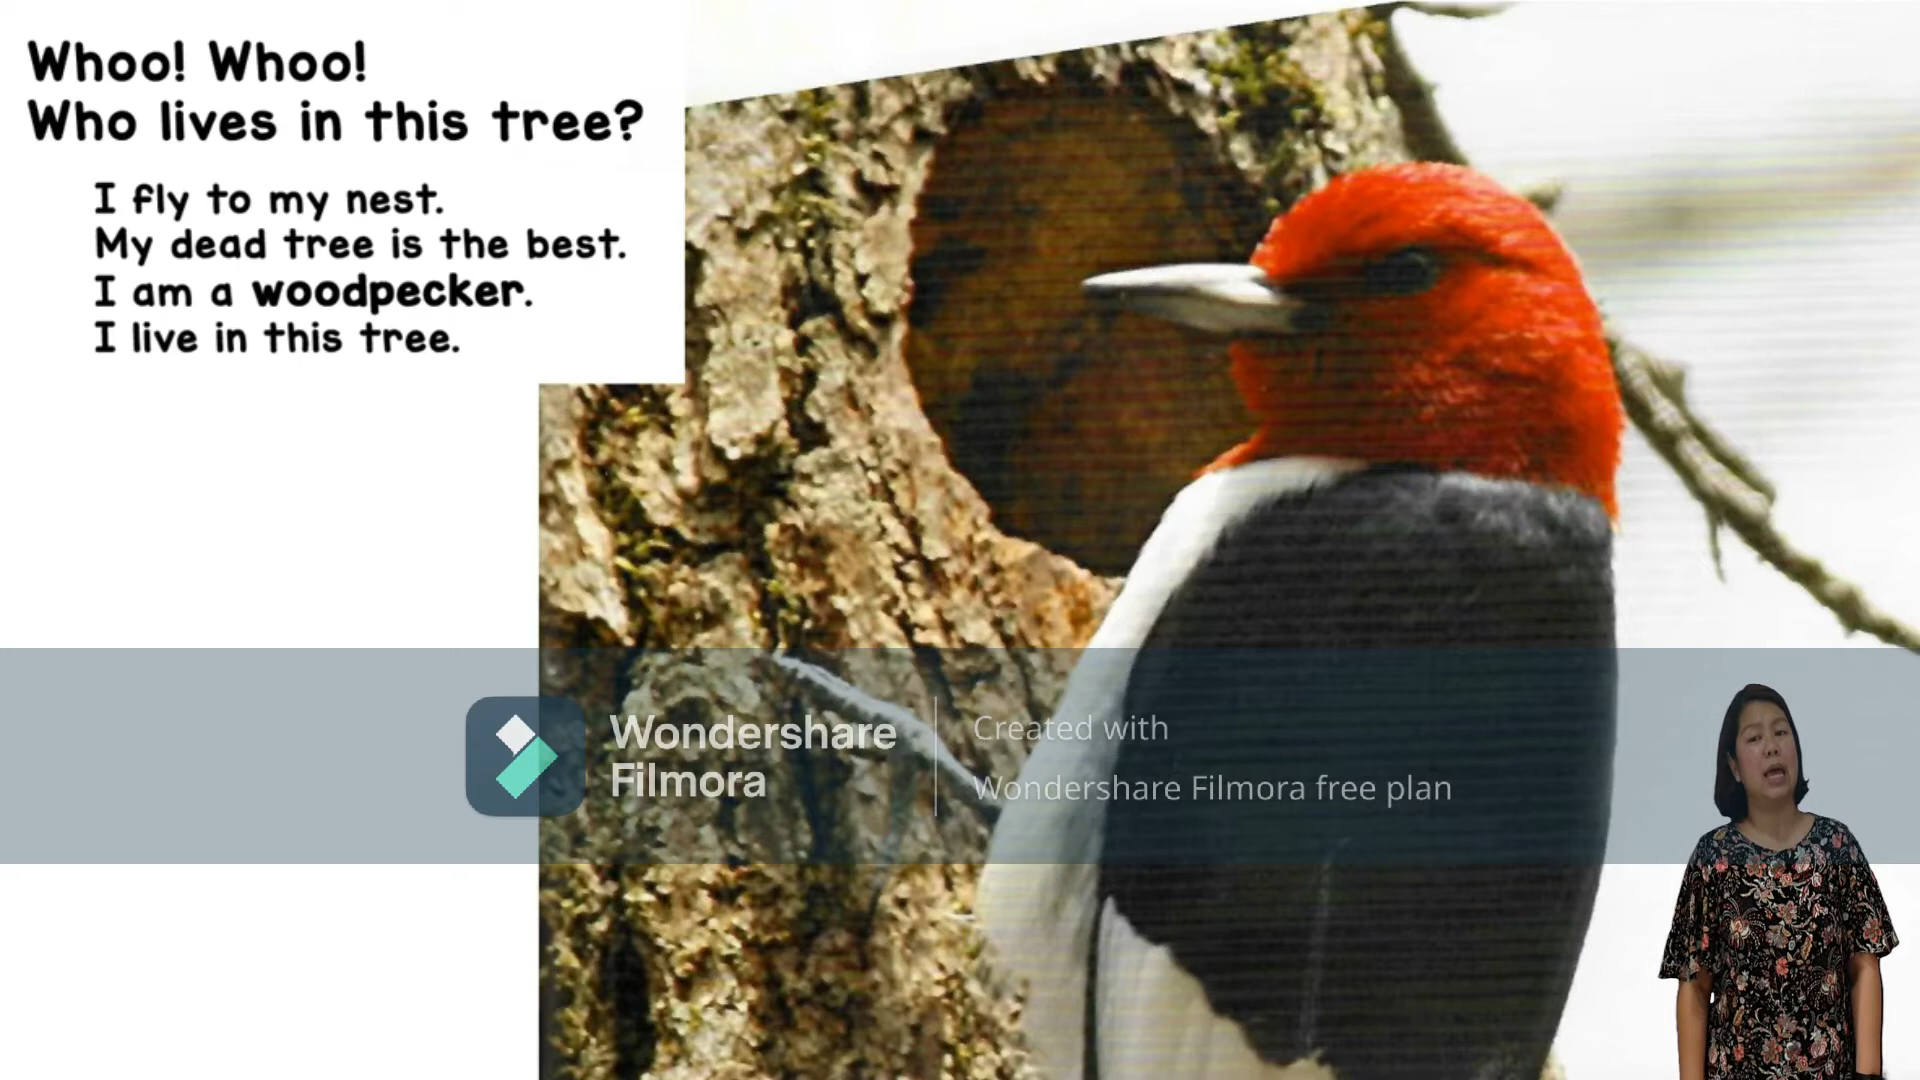 Whoo! Whoo!
Who lives in this tree?
I fly to my nest.
My dead tree is the best.
I am a woodpecker.
I live in this tree.
Wondershare
Filmora
Created with
Wondershare Filmora free plan